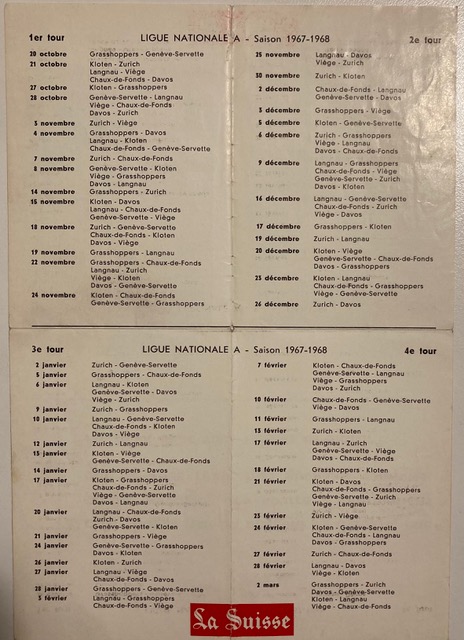 1er tour LIGUE NATIONALE A - Saison 1967-1968 2e tour
20 octobre Grasshoppers - Genève-Servette
21 octobre Kloten - Zurich
Langnau - Viège
Chaux-de-Fonds - Davos
27 octobre Kloten - Grasshoppers
28 octobre Genève-Servette - Langnau
Viège - Chaux-de-Fonds
Davos - Zurich
3 novembre Zurich - Viège
4 novembre Grasshoppers - Davos
Langnau - Kloten
Chaux-de-Fonds - Genève-Servette
7 novembre Zurich - Chaux-de-Fonds
8 novembre Genève-Servette - Kloten
Viège - Grasshoppers
Davos - Langnau
14 novembre Grasshoppers - Zurich
15 novembre Kloten - Davos
Langnau - Chaux-de-Fonds
Genève-Servette - Viège
18 novembre Zurich - Genève-Servette
Chaux-de-Fonds - Kloten
Davos - Viège
19 novembre Grasshoppers - Langnau
22 novembre Grasshoppers - Chaux-de-Fonds
Langnau - Zurich
Viège - Kloten
Davos - Genève-Servette
24 novembre Kloten - Chaux-de-Fonds
Genève-Servette - Grasshoppers
25 novembre Langnau - Davos
Viège - Zurich
30 novembre Zurich - Kloten
2 décembre Chaux-de-Fonds - Langnau
Genève-Servette - Davos
3 décembre Grasshoppers - Viège
5 décembre Kloten - Genève-Servette
6 décembre Zurich - Grasshoppers
Viège - Langnau
Davos - Chaux-de-Fonds
9 décembre Langnau - Grasshoppers
Chaux-de-Fonds - Viège
Genève-Servette - Zurich
Davos - Kloten
16 décembre Langnau - Genève-Servette
Chaux-de-Fonds - Zurich
Viège - Davos
17 décembre Grasshoppers - Kloten
19 décembre Zurich - Langnau
20 décembre Kloten - Viège
Genève-Servette - Chaux-de-Fonds
Davos - Grasshoppers
23 décembre Kloten - Langnau
Chaux-de-Fonds - Grasshoppers
Viège - Genève-Servette
26 décembre Zurich - Davos
3e tour LIGUE NATIONALE A - Saison 1967-1968 4e tour
2 janvier Zurich - Genève-Servette
5 janvier Grasshoppers - Chaux-de-Fonds
6 janvier Langnau - Kloten
Genève-Servette - Davos
Viège - Zurich
9 janvier Zurich - Grasshoppers
10 janvier Langnau - Genève-Servette
Chaux-de-Fonds - Kloten
Davos - Viège
12 janvier Zurich - Langnau
13 janvier Kloten - Viège
Genève-Servette - Chaux-de-Fonds
14 janvier Grasshoppers - Davos
17 janvier Kloten - Grasshoppers
Chaux-de-Fonds - Zurich
Viège - Genève-Servette
Davos - Langnau
20 janvier Langnau - Chaux-de-Fonds
Zurich - Davos
Genève-Servette - Kloten
21 janvier Grasshoppers - Viège
24 janvier Genève-Servette - Grasshoppers
Davos - Kloten
26 janvier Kloten - Zurich
27 janvier Langnau - Viège
Chaux-de-Fonds - Davos
28 janvier Genève-Servette - Grasshoppers
3 février Langnau - Grasshoppers
Chaux-de-Fonds - Viège
7 février Kloten - Chaux-de-Fonds
Genève-Servette - Langnau
Viège - Grasshoppers
Davos - Zurich
10 février Chaux-de-Fonds - Genève-Servette
Viège - Davos
11 février Grasshoppers - Langnau
13 février Zurich - Kloten
17 février Langnau - Zurich
Genève-Servette - Viège
Davos - Chaux-de-Fonds
18 février Grasshoppers - Kloten
21 février Kloten - Davos
Chaux-de-Fonds - Grasshoppers
Genève-Servette - Zurich
Viège - Langnau
23 février Zurich - Viège
24 février Kloten - Genève-Servette
Chaux-de-Fonds - Langnau
Davos - Grasshoppers
27 février Zurich - Chaux-de-Fonds
28 février Langnau - Davos
Viège - Kloten
2 mars Grasshoppers - Zurich
Davos - Genève-Servette
Kloten - Langnau
Viège - Chaux-de-Fonds
La Suisse